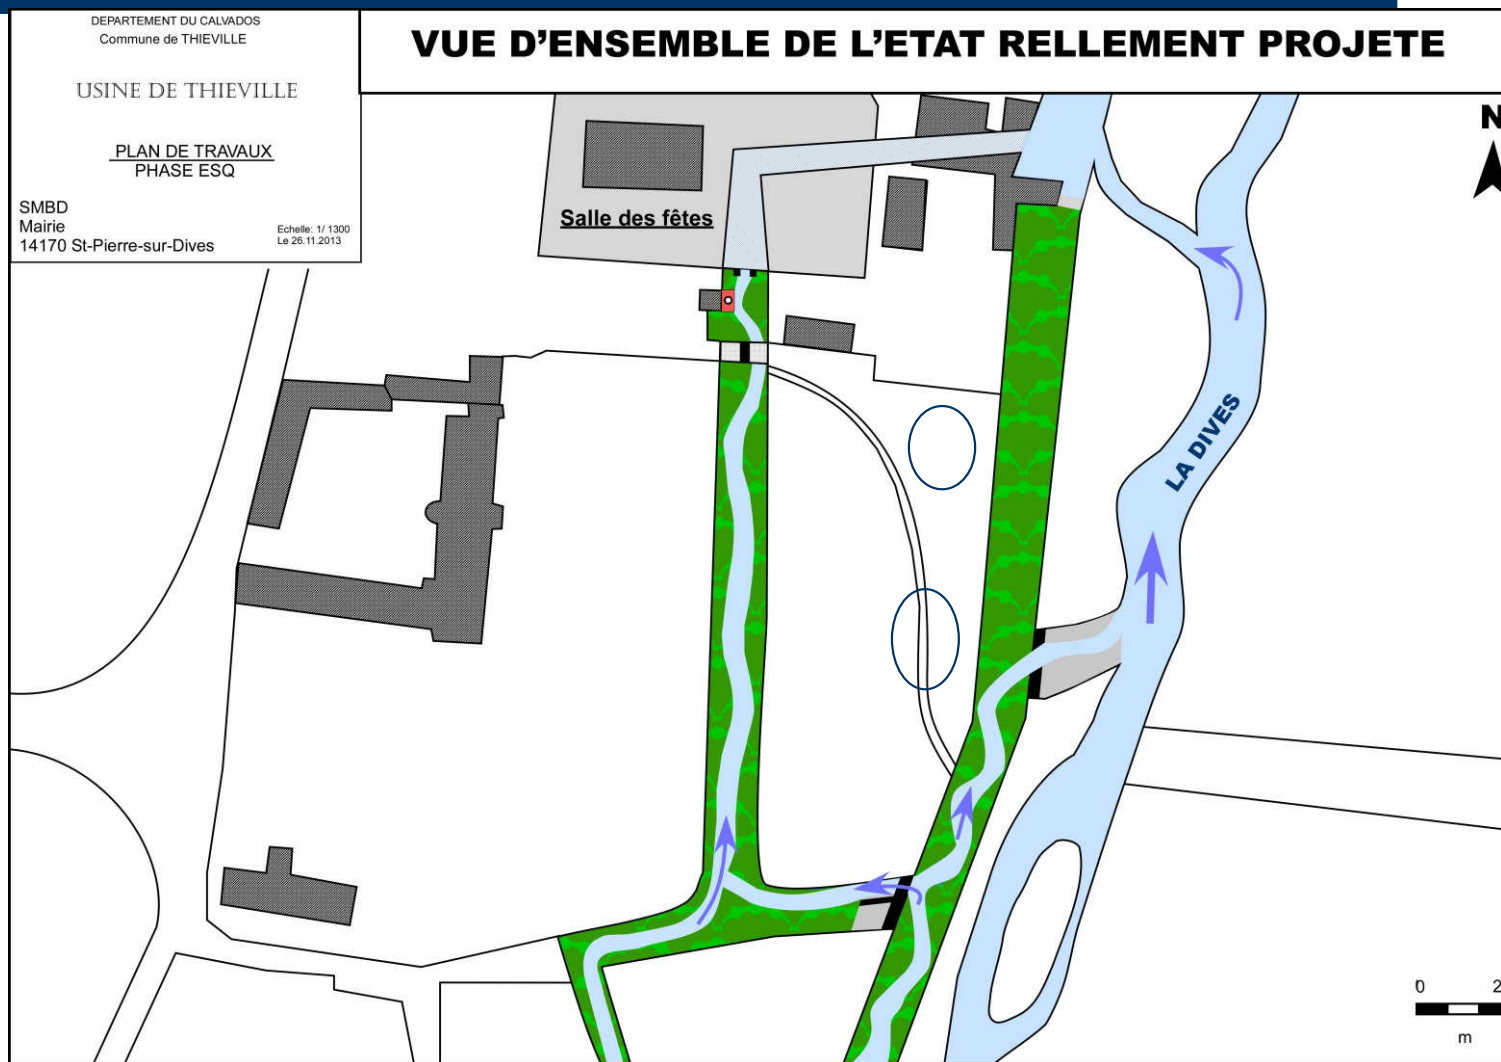 DEPARTEMENT DU CALVADOS
Commune de THIEVILLE
USINE DE THIEVILLE
PLAN DE TRAVAUX
PHASE ESQ
SMBD
Mairie
14170 St-Pierre-sur-Dives
Echelle: 1/ 1300
Le 26.11.2013
VUE D'ENSEMBLE DE L'ETAT RELLEMENT PROJETE
N
Salle des fêtes
LA DIVES
0 2
m